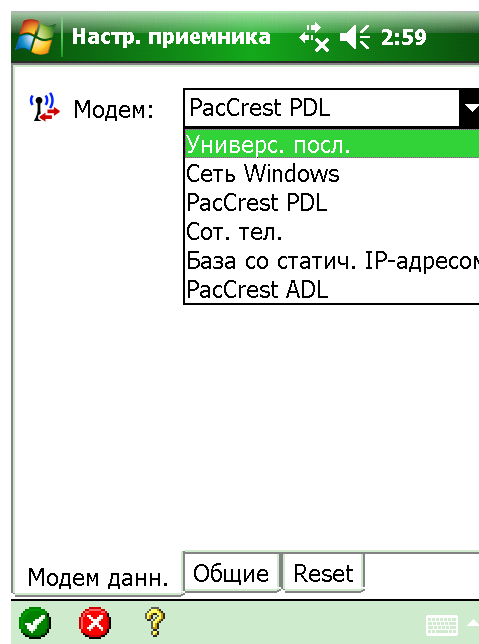 Настр. приемника 2:59
Модем: PacCrest PDL
Универс. посл.
Сеть Windows
PacCrest PDL
Сот. тел.
База со статич. IP-адресом
PacCrest ADL
Модем данн. Общие Reset